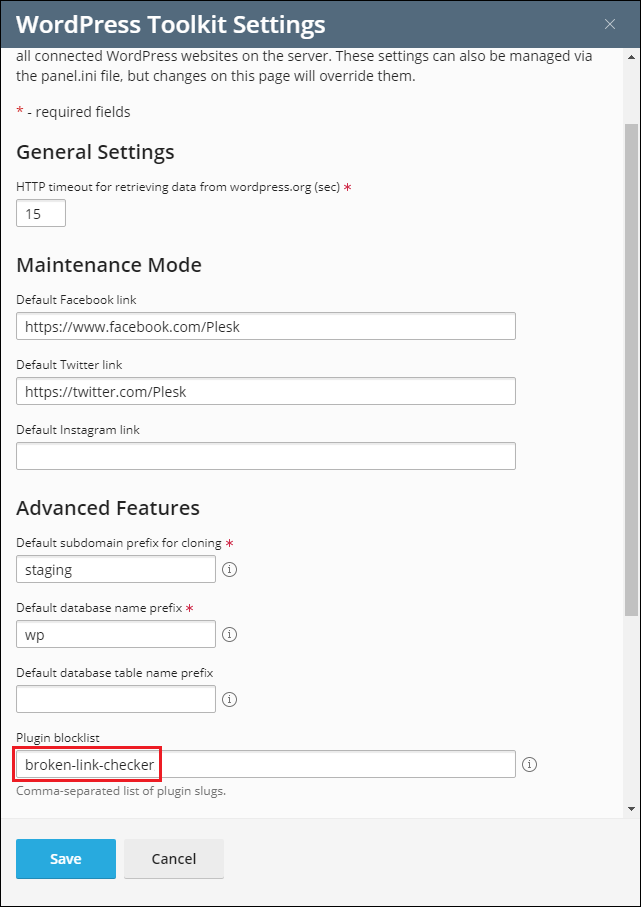 WordPress Toolkit Settings
all connected WordPress websites on the server. These settings can also be managed via
the panel.ini file, but changes on this page will override them.
* - required fields
General Settings
HTTP timeout for retrieving data from wordpress.org (sec) *
15
Maintenance Mode
Default Facebook link
https://www.facebook.com/Plesk
Default Twitter link
https://twitter.com/Plesk
Default Instagram link
Advanced Features
Default subdomain prefix for cloning *
staging
Default database name prefix *
wp
Default database table name prefix
Plugin blocklist
broken-link-checker
Comma-separated list of plugin slugs.
Save Cancel